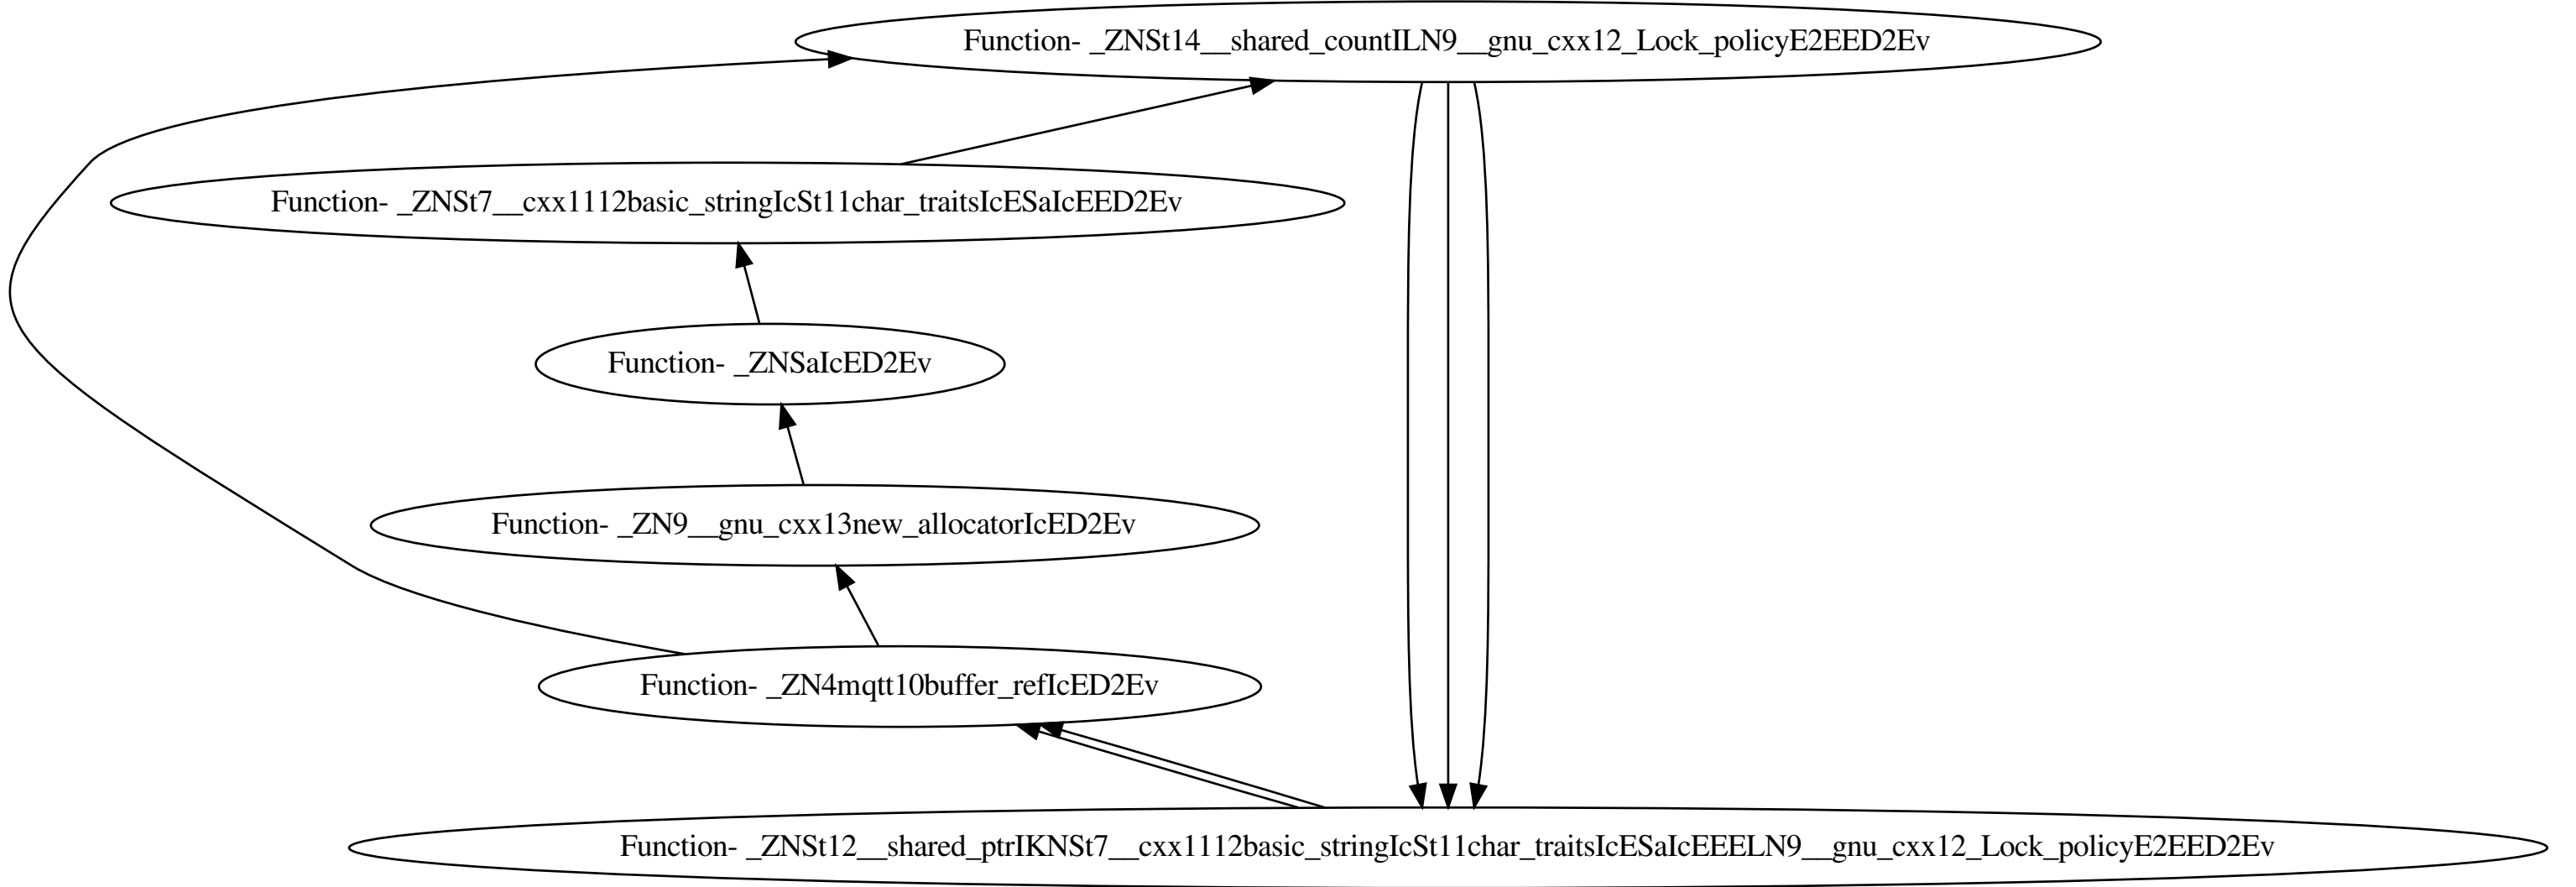 Function- _ZNSt14__shared_countILN9__gnu_cxx12_Lock_policyE2EED2Ev
Function- _ZNSt7__cxx1112basic_stringIcSt11char_traitsIcESaIcEED2Ev
Function- _ZNSaIcED2Ev
Function- _ZN9__gnu_cxx13new_allocatorIcED2Ev
Function- _ZN4mqtt10buffer_refIcED2Ev
Function- _ZNSt12__shared_ptrIKNSt7__cxx1112basic_stringIcSt11char_traitsIcESaIcEEELN9__gnu_cxx12_Lock_policyE2EED2Ev